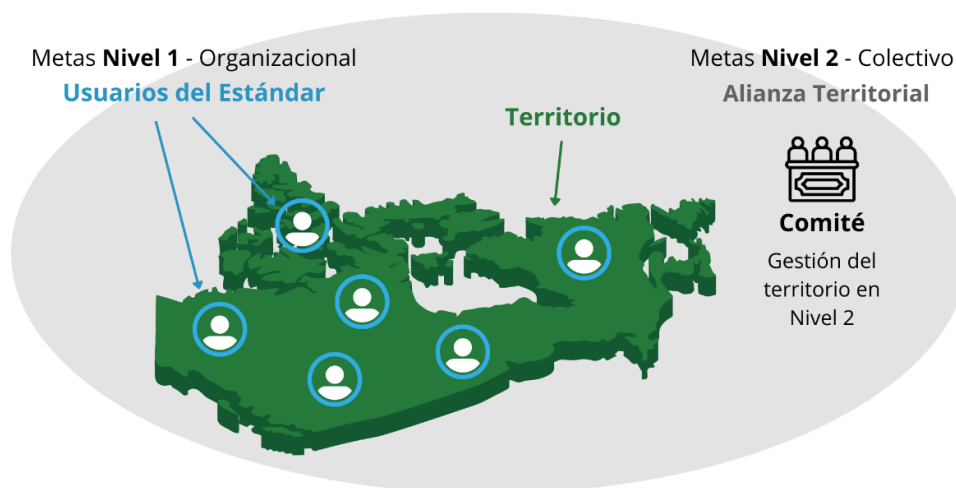 Metas Nivel 1 - Organizacional
Usuarios del Estándar
Territorio
Metas Nivel 2 - Colectivo
Alianza Territorial
Comité
Gestión del
territorio en
Nivel 2